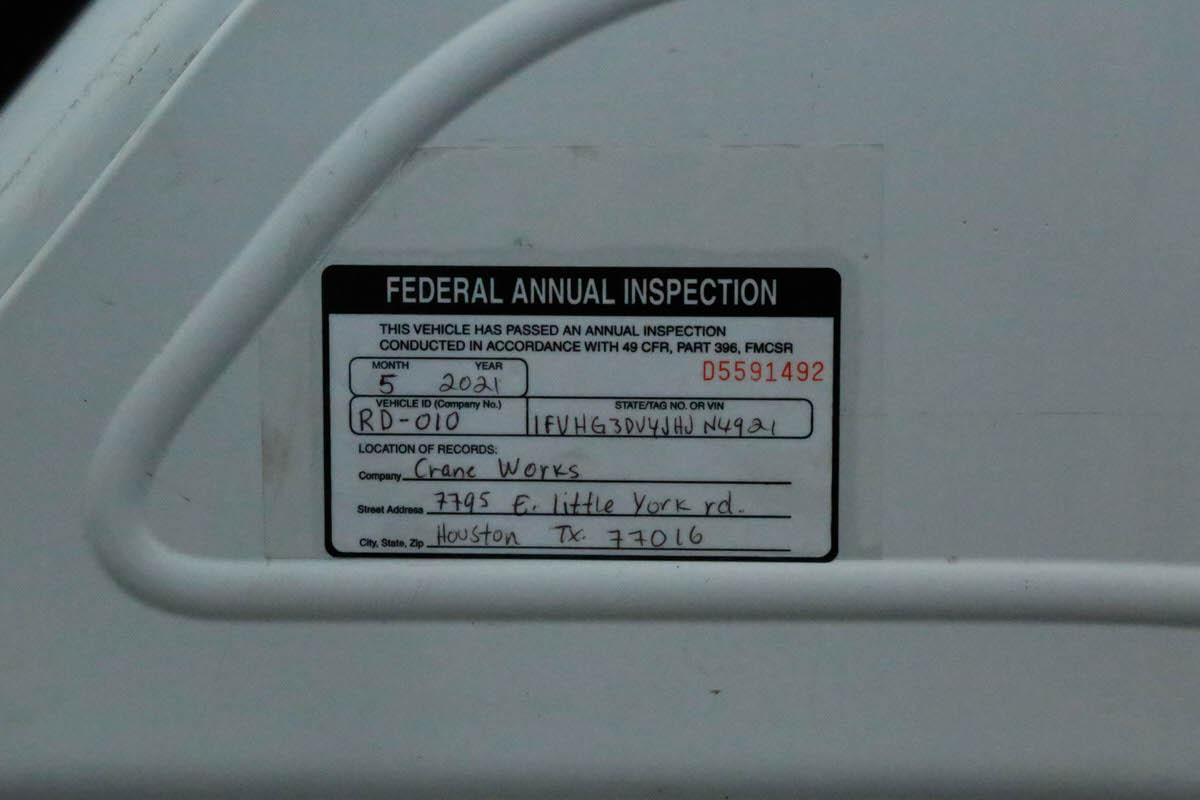 FEDERAL ANNUAL INSPECTION
THIS VEHICLE HAS PASSED AN ANNUAL INSPECTION
CONDUCTED IN ACCORDANCE WITH 49 CFR, PART 396, FMCSR
MONTH YEAR
5 2021
D5591492
VEHICLE ID (Company No.)
RD-010
STATE/TAG NO. OR VIN
1FVHG3DV4JHJN4921
LOCATION OF RECORDS:
Company Crane Works
Street Address 7795 E. little York rd.
City, State, Zip Houston Tx. 77016